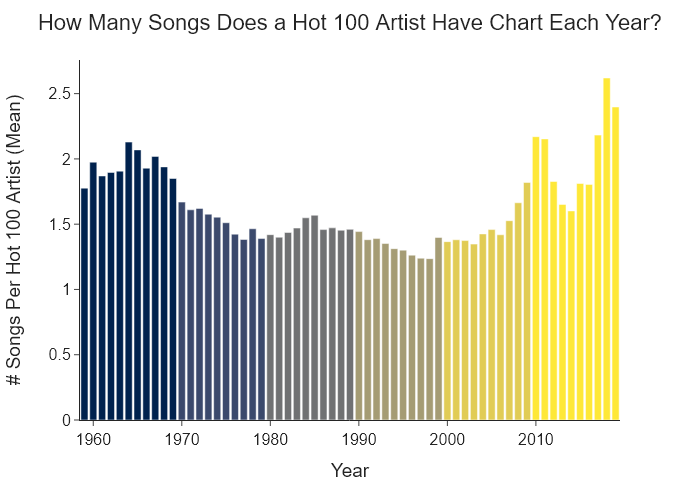 How Many Songs Does a Hot 100 Artist Have Chart Each Year?
# Songs Per Hot 100 Artist (Mean)
2.5
2
1.5
1
0.5
0
1960 1970 1980 1990 2000 2010
Year